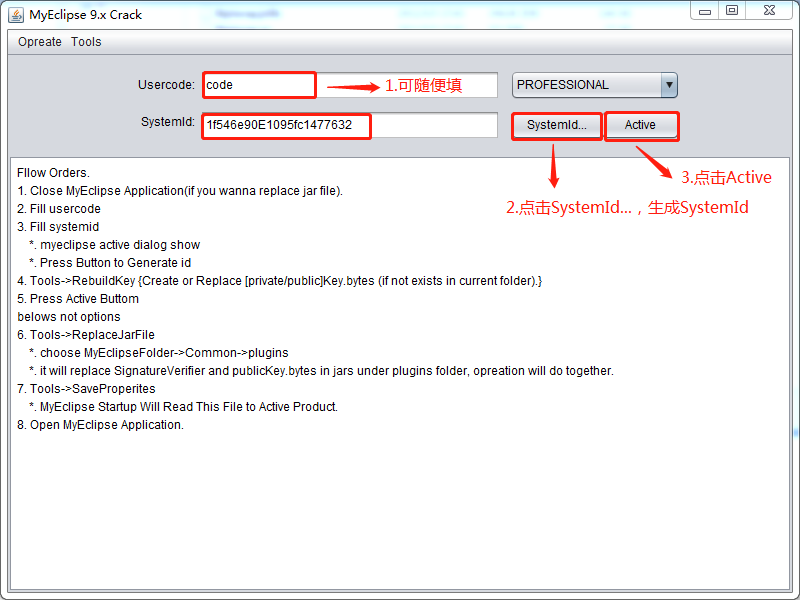 MyEclipse 9.x Crack
Opreate Tools
Usercode: code 1.可随便填 PROFESSIONAL
SystemId: 1f546e90E1095fc1477632 SystemId... Active
3.点击Active
2.点击SystemId...，生成SystemId
Fllow Orders.
1. Close MyEclipse Application(if you wanna replace jar file).
2. Fill usercode
3. Fill systemid
*. myeclipse active dialog show
*. Press Button to Generate id
4. Tools->RebuildKey {Create or Replace [private/public]Key.bytes (if not exists in current folder).}
5. Press Active Buttom
belows not options
6. Tools->ReplaceJarFile
*. choose MyEclipseFolder->Common->plugins
*. it will replace SignatureVerifier and publicKey.bytes in jars under plugins folder, opreation will do together.
7. Tools->SaveProperites
*. MyEclipse Startup Will Read This File to Active Product.
8. Open MyEclipse Application.